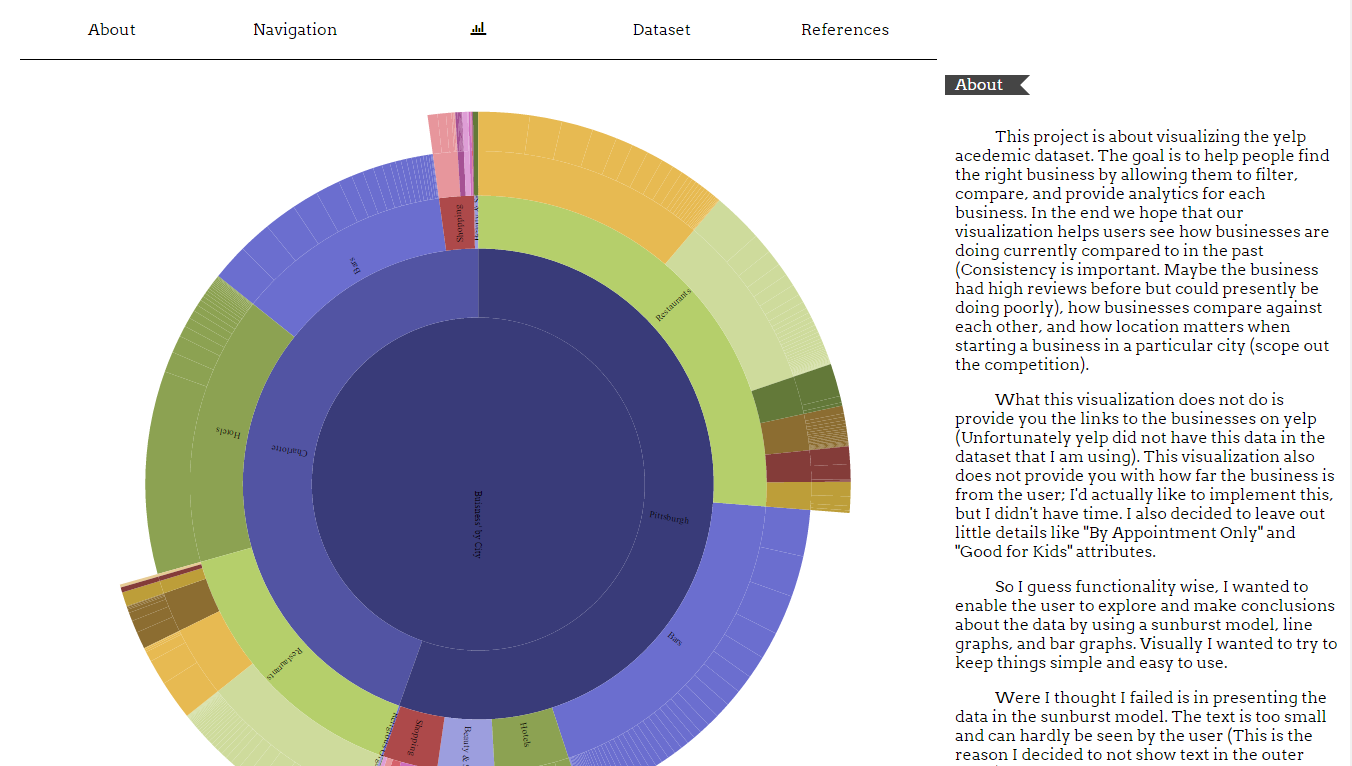 About Navigation Dataset References
About
This project is about visualizing the yelp
acedemic dataset. The goal is to help people find
the right business by allowing them to filter,
compare, and provide analytics for each
business. In the end we hope that our
visualization helps users see how businesses are
doing currently compared to in the past
(Consistency is important. Maybe the business
had high reviews before but could presently be
doing poorly), how businesses compare against
each other, and how location matters when
starting a business in a particular city (scope out
the competition).
What this visualization does not do is
provide you the links to the businesses on yelp
(Unfortunately yelp did not have this data in the
dataset that I am using). This visualization also
does not provide you with how far the business is
from the user; I'd actually like to implement this,
but I didn't have time. I also decided to leave out
little details like "By Appointment Only" and
"Good for Kids" attributes.
So I guess functionality wise, I wanted to
enable the user to explore and make conclusions
about the data by using a sunburst model, line
graphs, and bar graphs. Visually I wanted to try to
keep things simple and easy to use.
Were I thought I failed is in presenting the
data in the sunburst model. The text is too small
and can hardly be seen by the user (This is the
reason I decided to not show text in the outer
Shopping
Bars
Restaurants
Hotels
Charlotte
Buisness by City
Pittsburgh
Bars
Restaurants
Shopping
Beauty &
Hotels